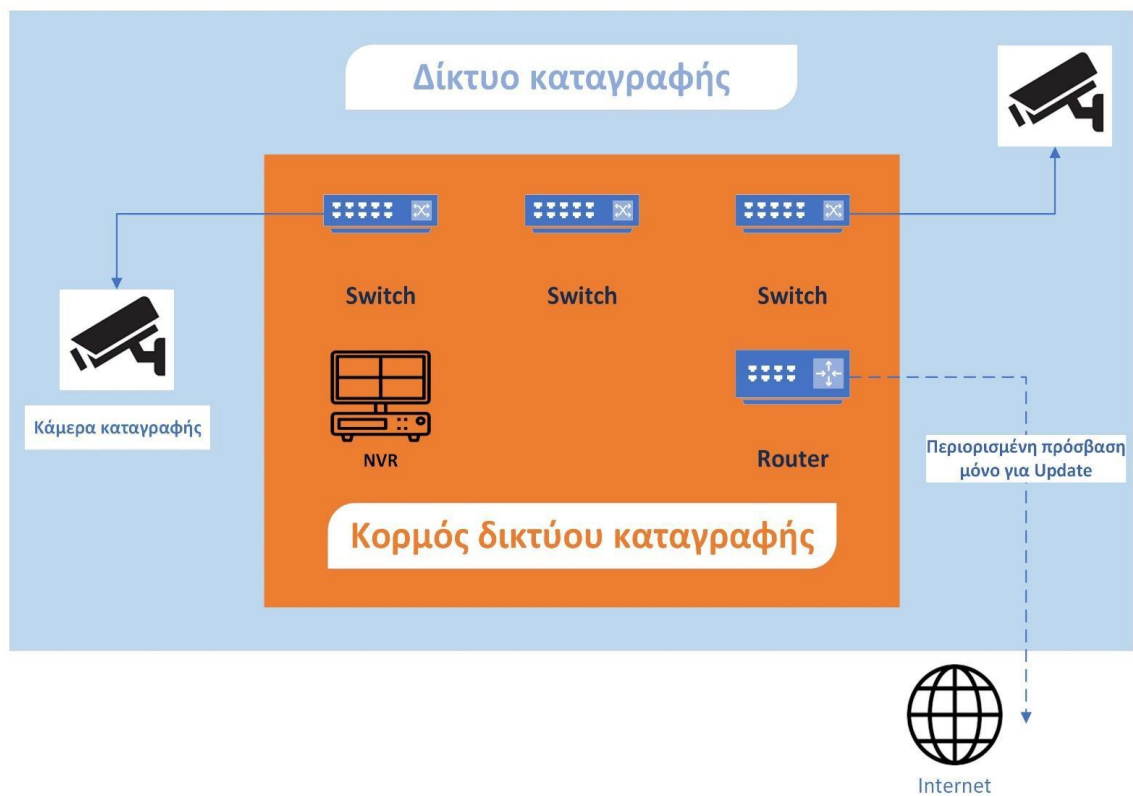 Δίκτυο καταγραφής
Switch
Switch
Switch
Κάμερα καταγραφής
NVR
Router
Περιορισμένη πρόσβαση
μόνο για Update
Κορμός δικτύου καταγραφής
Internet